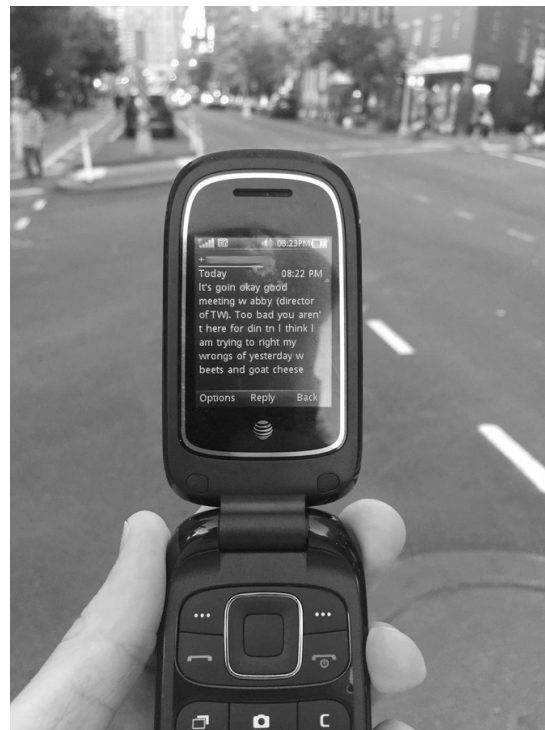 08:23PM
+
Today 08:22 PM
It's goin okay good
meeting w abby (director
of TW). Too bad you aren'
t here for din tn I think I
am trying to right my
wrongs of yesterday w
beets and goat cheese
Options Reply Back
C